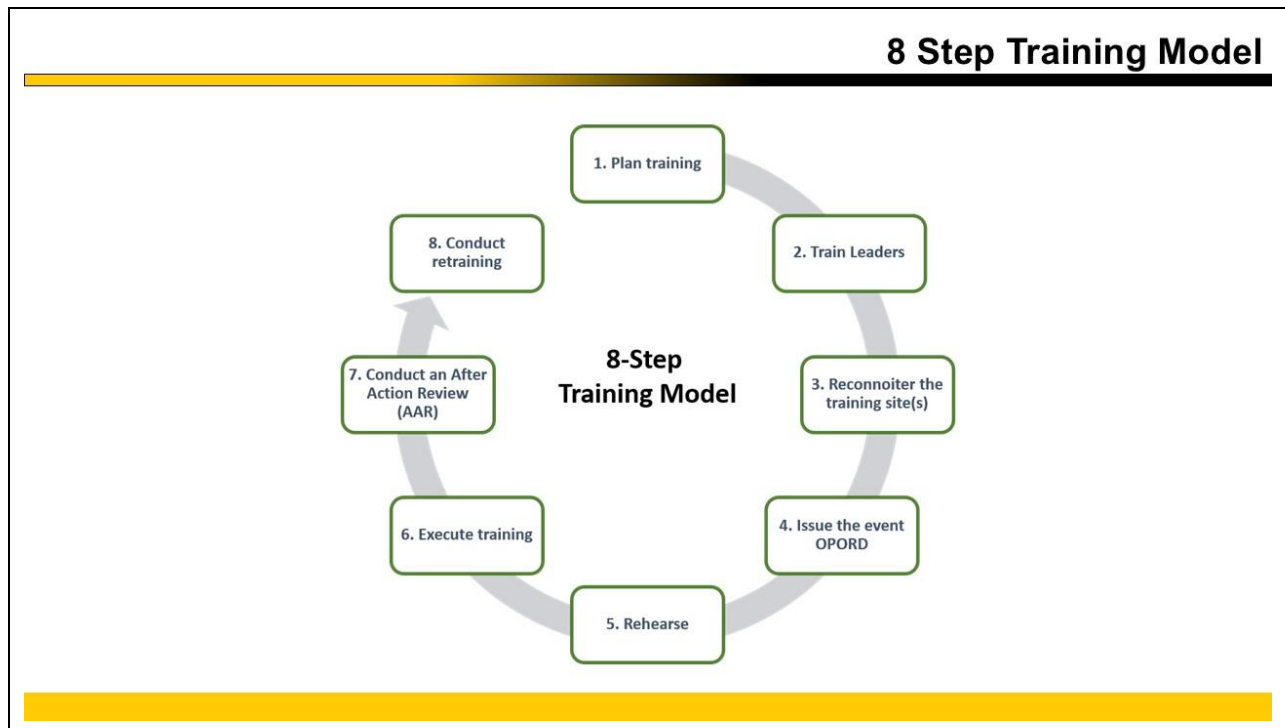 8 Step Training Model
1. Plan training
2. Train Leaders
3. Reconnoiter the
training site(s)
4. Issue the event
OPORD
5. Rehearse
6. Execute training
7. Conduct an After
Action Review
(AAR)
8. Conduct
retraining
8-Step
Training Model